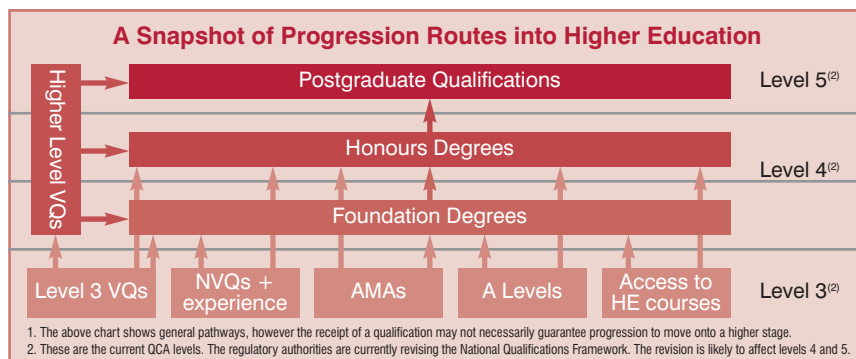 A Snapshot of Progression Routes into Higher Education
Higher Level VQs
Postgraduate Qualifications
Level 5(2)
Honours Degrees
Level 4(2)
Foundation Degrees
Level 3 VQs
NVQs +
experience
AMAs
A Levels
Access to
HE courses
Level 3(2)
1. The above chart shows general pathways, however the receipt of a qualification may not necessarily guarantee progression to move onto a higher stage.
2. These are the current QCA levels. The regulatory authorities are currently revising the National Qualifications Framework. The revision is likely to affect levels 4 and 5.